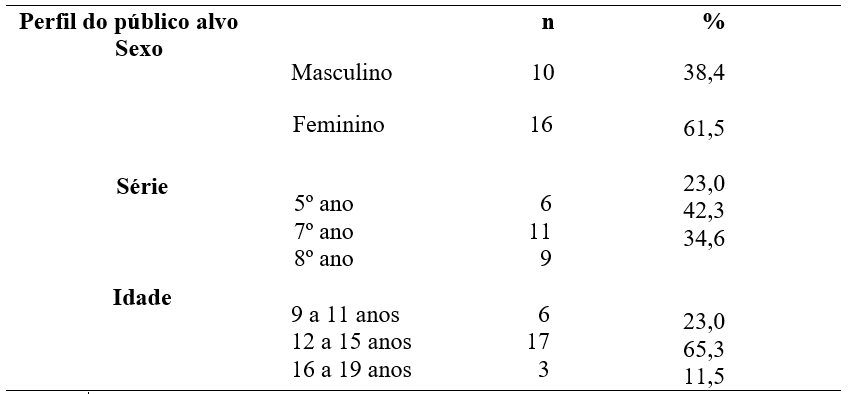 Perfil do público alvo n %
Sexo
Masculino 10 38,4
Feminino 16 61,5
Série 23,0
5º ano 6 42,3
7º ano 11 34,6
8º ano 9
Idade
9 a 11 anos 6 23,0
12 a 15 anos 17 65,3
16 a 19 anos 3 11,5